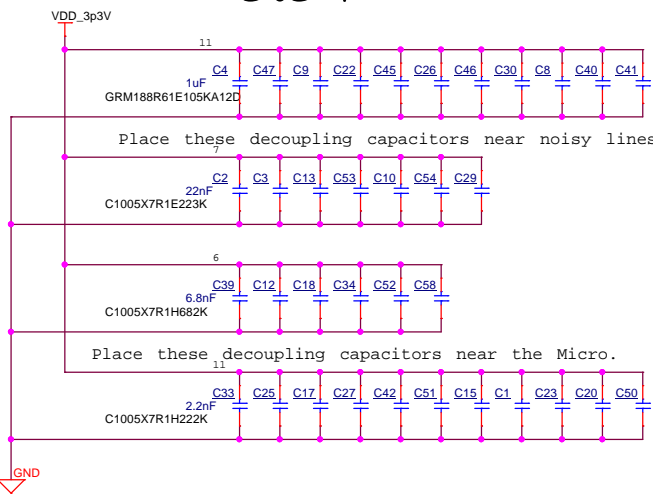 VDD_3p3V
11
C4 C47 C9 C22 C45 C26 C46 C30 C8 C40 C41
1uF
GRM188R61E105KA12D
Place these decoupling capacitors near noisy lines
7
C2 C3 C13 C53 C10 C54 C29
22nF
C1005X7R1E223K
6
C39 C12 C18 C34 C52 C58
6.8nF
C1005X7R1H682K
Place these decoupling capacitors near the Micro.
11
C33 C25 C17 C27 C42 C51 C15 C1 C23 C20 C50
2.2nF
C1005X7R1H222K
GND